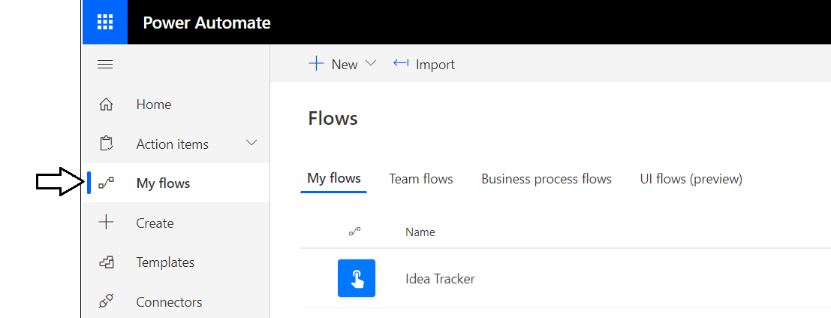 Power Automate
New
Import
Home
Action items
My flows
Create
Templates
Connectors
Flows
My flows
Team flows
Business process flows
UI flows (preview)
Name
Idea Tracker